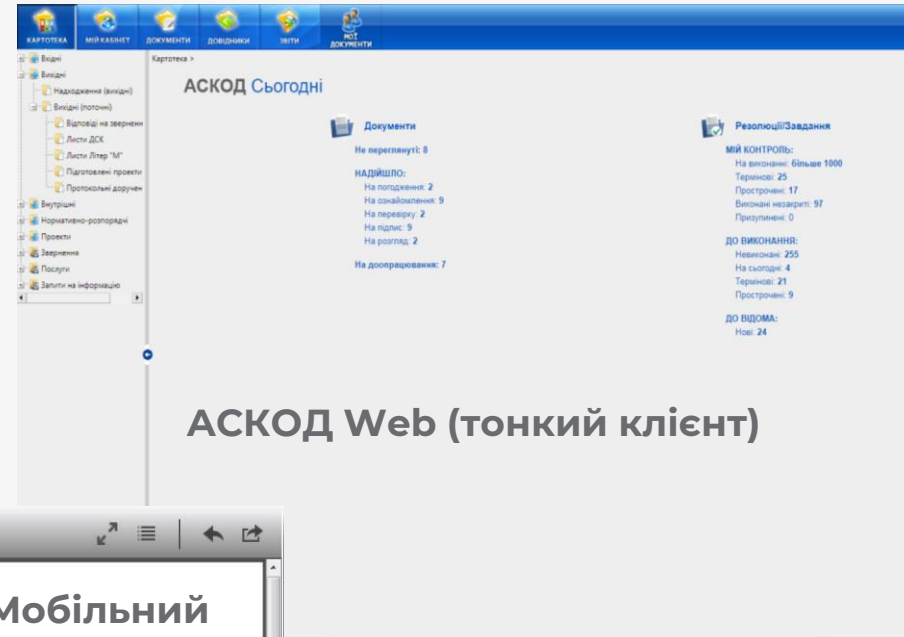 КАРТОТЕКА МІЙ КАБІНЕТ ДОКУМЕНТИ ДОВІДНИКИ ЗВІТИ МОЇ ДОКУМЕНТИ
Вхідні
Вихідні
Надходження (вихідні)
Вихідні (поточні)
Відповіді на звернен
Листи ДСК
Листи Літер "М"
Підготовлені проекти
Протокольні доручен
Внутрішні
Нормативно-розпорядчі
Проекти
Звернення
Послуги
Запити на інформацію
Картотека >
АСКОД Сьогодні
Документи
Не переглянуті: 8
НАДІЙШЛО:
На погодження: 2
На ознайомлення: 9
На перевірку: 2
На підпис: 9
На розгляд: 2
На доопрацювання: 7
Резолюції/Завдання
МІЙ КОНТРОЛЬ:
На виконанні: більше 1000
Термінові: 25
Прострочені: 17
Виконані незакриті: 97
Призупинені: 0
ДО ВИКОНАННЯ:
Невиконані: 255
На сьогодні: 4
Термінові: 21
Прострочені: 9
ДО ВІДОМА:
Нові: 24
АСКОД Web (тонкий клієнт)
Мобільний